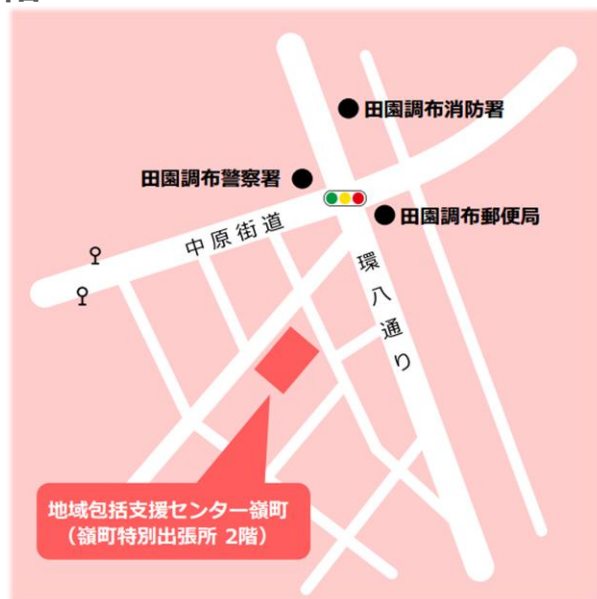 田園調布消防署
田園調布警察署
田園調布郵便局
中原街道
環八通り
地域包括支援センター嶺町
（嶺町特別出張所 2階）